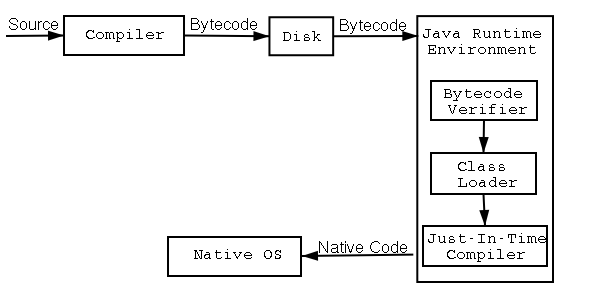 Source
Compiler
Bytecode
Disk
Bytecode
Java Runtime
Environment
Bytecode
Verifier
Class
Loader
Just-In-Time
Compiler
Native Code
Native OS